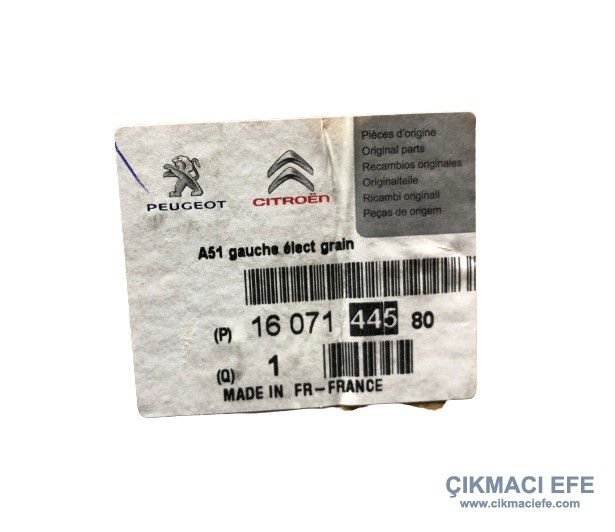 PEUGEOT
CITROËN
Pièces d'origine
Original parts
Recambios originales
Originalteile
Ricambi originali
Peças de origem
A51 gauche élect grain
(P) 16 071 445 80
(Q) 1
MADE IN FR-FRANCE
ÇIKMACI EFE
www.cikmaciefe.com